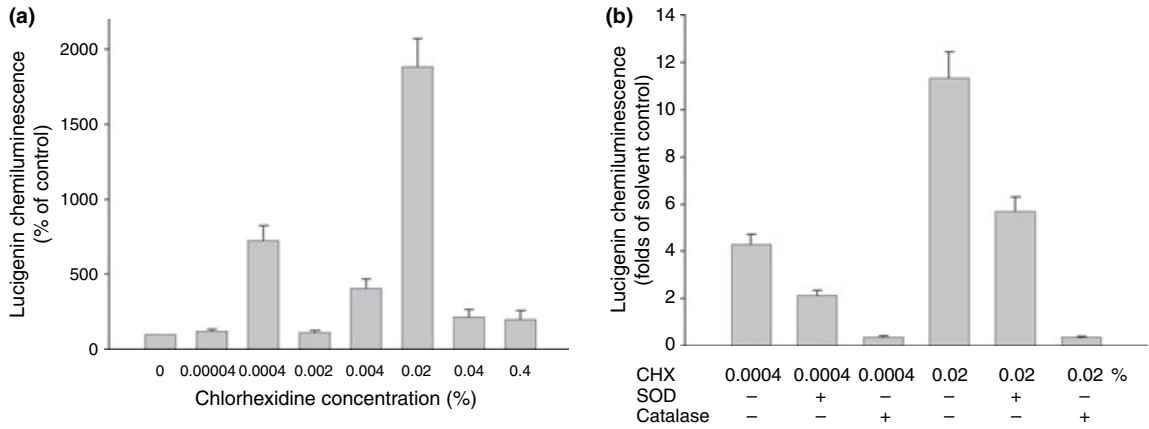 (a)
Lucigenin chemiluminescence
(% of control)
2000
1500
1000
500
0
0 0.00004 0.0004 0.002 0.004 0.02 0.04 0.4
Chlorhexidine concentration (%)
(b)
Lucigenin chemiluminescence
(folds of solvent control)
14
12
10
8
6
4
2
0
CHX 0.0004 0.0004 0.0004 0.02 0.02 0.02 %
SOD – + – – + –
Catalase – – + – – +